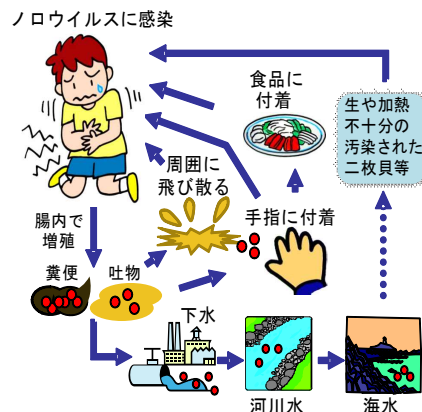 ノロウイルスに感染
食品に
付着
生や加熱
不十分の
汚染された
二枚貝等
周囲に
飛び散る
手指に付着
腸内で
増殖
糞便
吐物
下水
河川水
海水